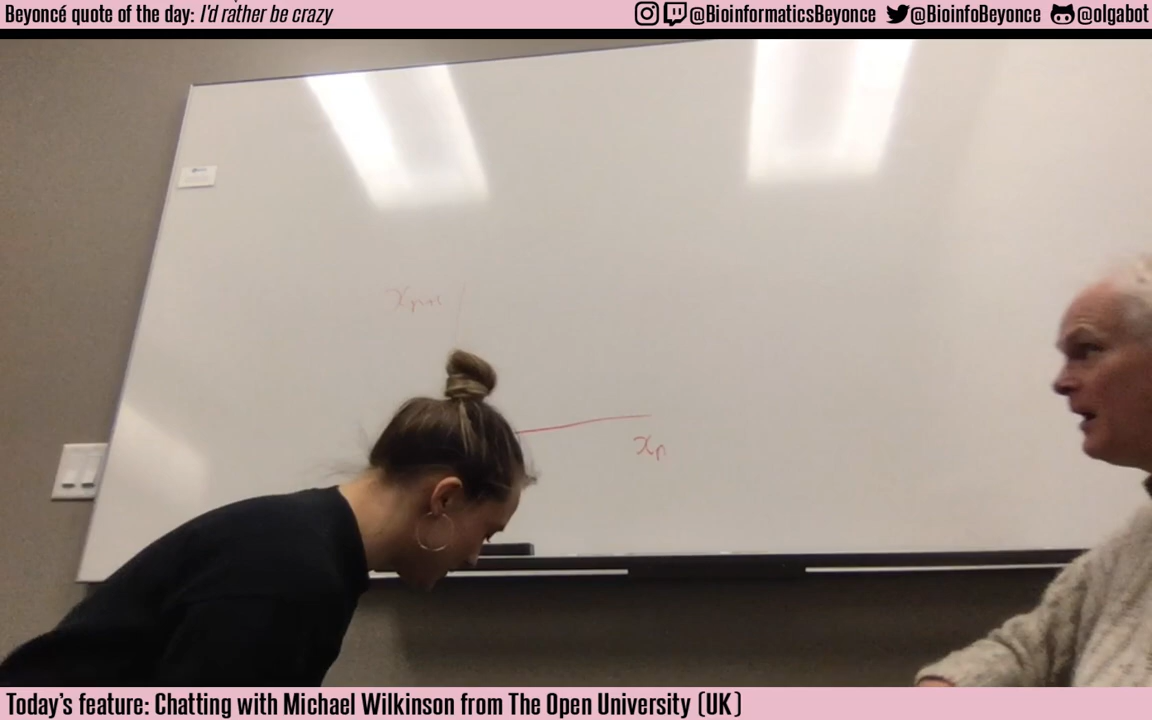 Beyoncé quote of the day: I'd rather be crazy
@BioinformaticsBeyonce @BioinfoBeyonce @olgabot
xₙ
Today's feature: Chatting with Michael Wilkinson from The Open University (UK)